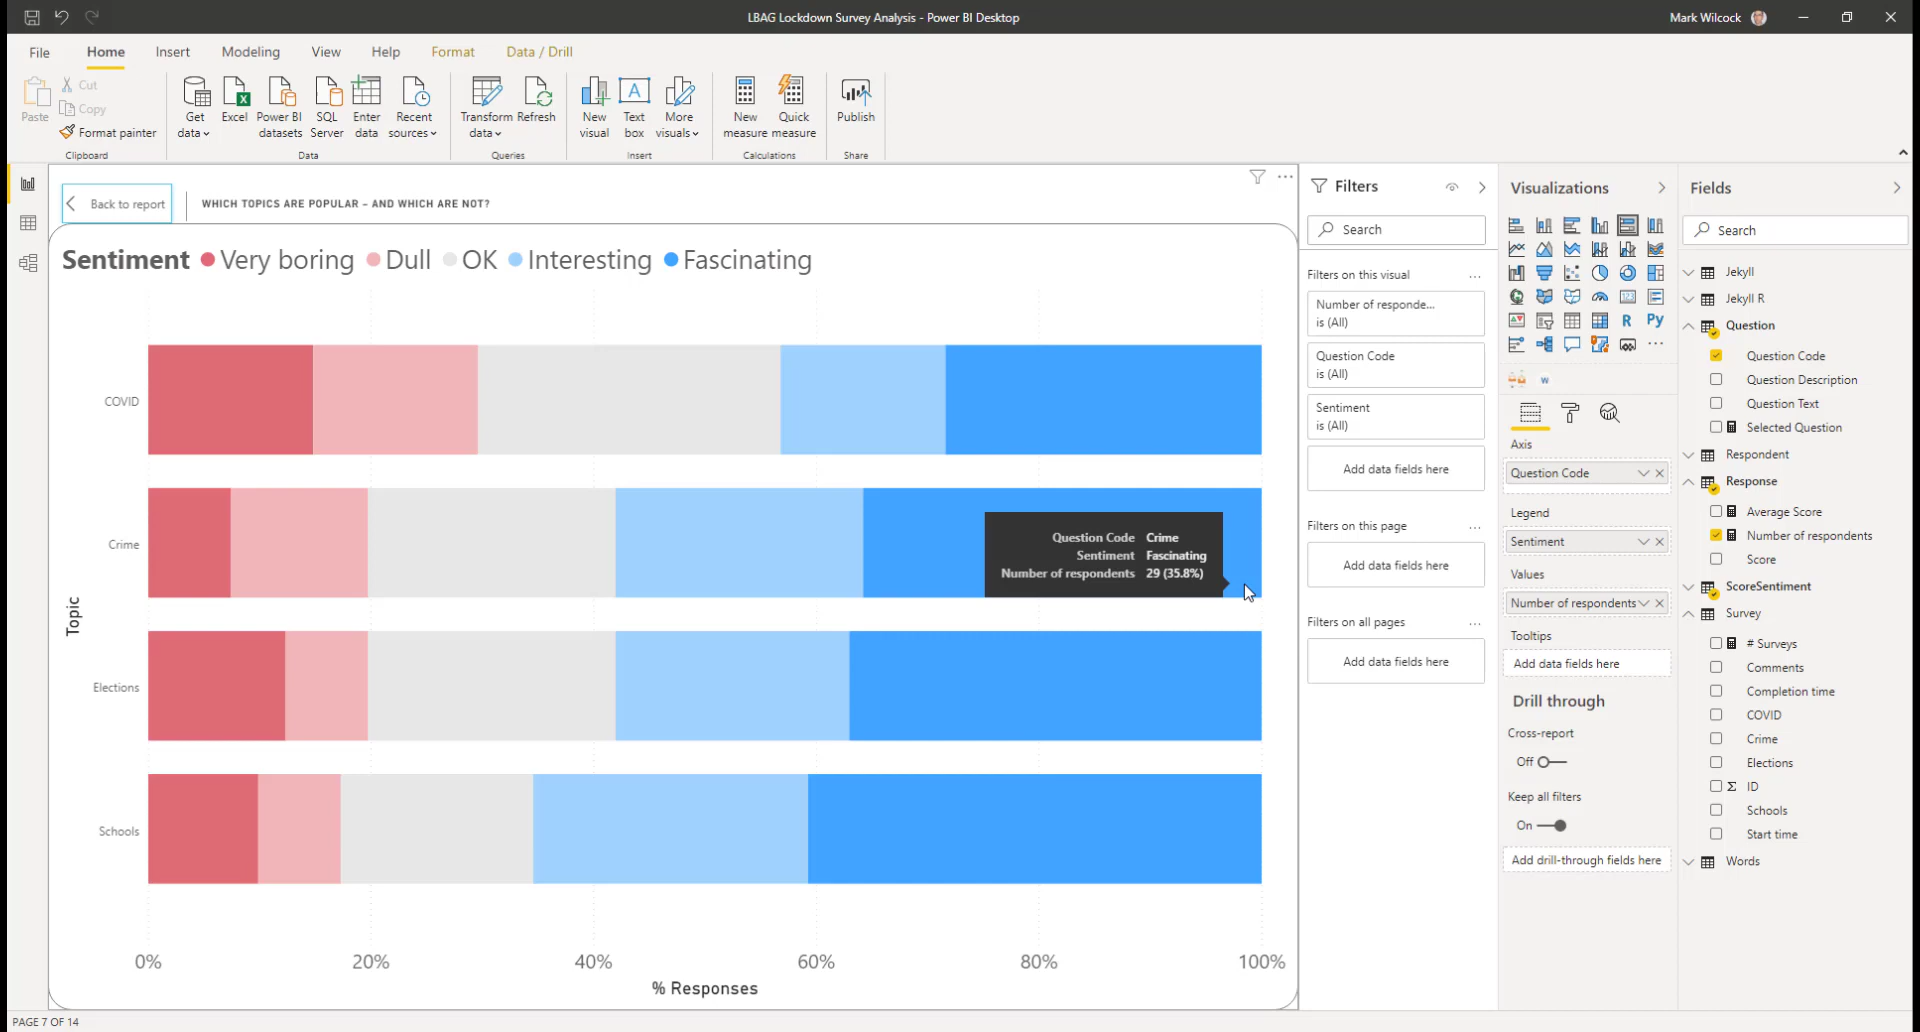 LBAG Lockdown Survey Analysis - Power BI Desktop
Mark Wilcock
File Home Insert Modeling View Help Format Data / Drill
Paste
Cut
Copy
Format painter
Clipboard
Get data
Excel
Power BI datasets
SQL Server
Enter data
Recent sources
Data
Transform data
Refresh
Queries
New visual
Text box
More visuals
Insert
New measure
Quick measure
Calculations
Publish
Share
Back to report
WHICH TOPICS ARE POPULAR – AND WHICH ARE NOT?
Sentiment Very boring Dull OK Interesting Fascinating
Topic
COVID
Crime
Elections
Schools
Question Code Crime
Sentiment Fascinating
Number of respondents 29 (35.8%)
0% 20% 40% 60% 80% 100%
% Responses
Filters
Search
Filters on this visual
Number of responde...
is (All)
Question Code
is (All)
Sentiment
is (All)
Add data fields here
Filters on this page
Add data fields here
Filters on all pages
Add data fields here
Visualizations
R Py
Axis
Question Code
Legend
Sentiment
Values
Number of respondents
Tooltips
Add data fields here
Drill through
Cross-report
Off
Keep all filters
On
Add drill-through fields here
Fields
Search
Jekyll
Jekyll R
Question
Question Code
Question Description
Question Text
Selected Question
Respondent
Response
Average Score
Number of respondents
Score
ScoreSentiment
Survey
# Surveys
Comments
Completion time
COVID
Crime
Elections
Σ ID
Schools
Start time
Words
PAGE 7 OF 14